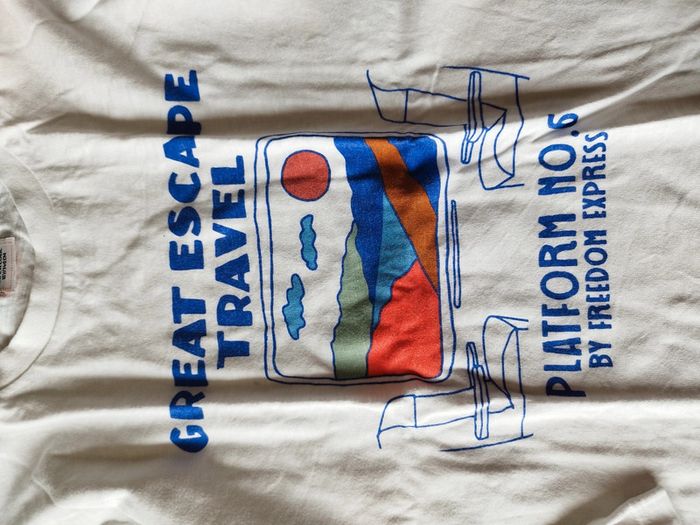 GREAT ESCAPE
TRAVEL
PLATFORM NO.6
BY FREEDOM EXPRESS